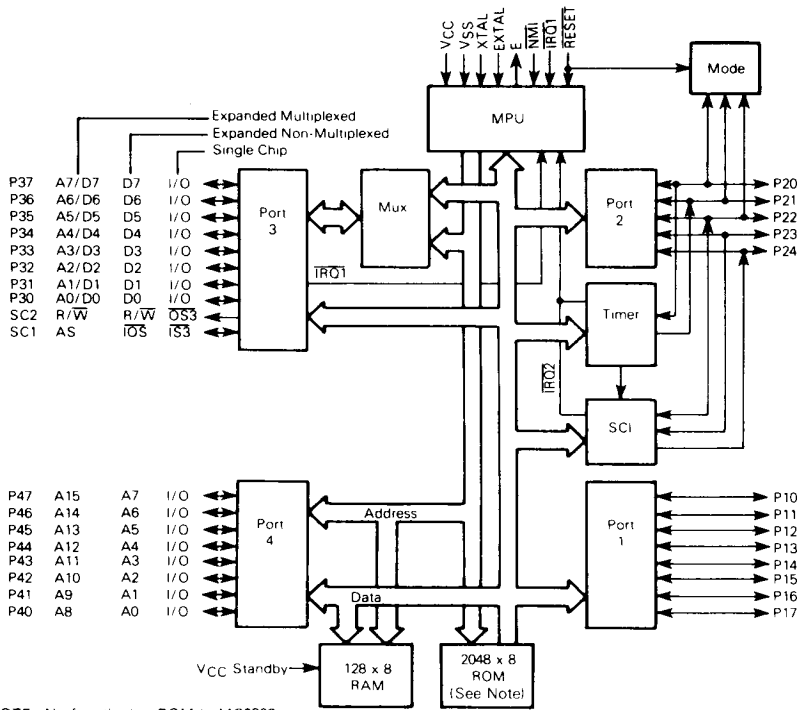 VCC
VSS
XTAL
EXTAL
E
NMI
IRQ1
RESET
Mode
MPU
Expanded Multiplexed
Expanded Non-Multiplexed
Single Chip
P37 A7/D7 D7 I/O
P36 A6/D6 D6 I/O
P35 A5/D5 D5 I/O
P34 A4/D4 D4 I/O
P33 A3/D3 D3 I/O
P32 A2/D2 D2 I/O
P31 A1/D1 D1 I/O
P30 A0/D0 D0 I/O
SC2 R/W R/W OS3
SC1 AS IOS IS3
Port
3
Mux
IRQ1
Port
2
P20
P21
P22
P23
P24
Timer
IRQ2
SCI
P47 A15 A7 I/O
P46 A14 A6 I/O
P45 A13 A5 I/O
P44 A12 A4 I/O
P43 A11 A3 I/O
P42 A10 A2 I/O
P41 A9 A1 I/O
P40 A8 A0 I/O
Port
4
Address
Data
Port
1
P10
P11
P12
P13
P14
P15
P16
P17
VCC Standby
128 x 8
RAM
2048 x 8
ROM
(See Note)